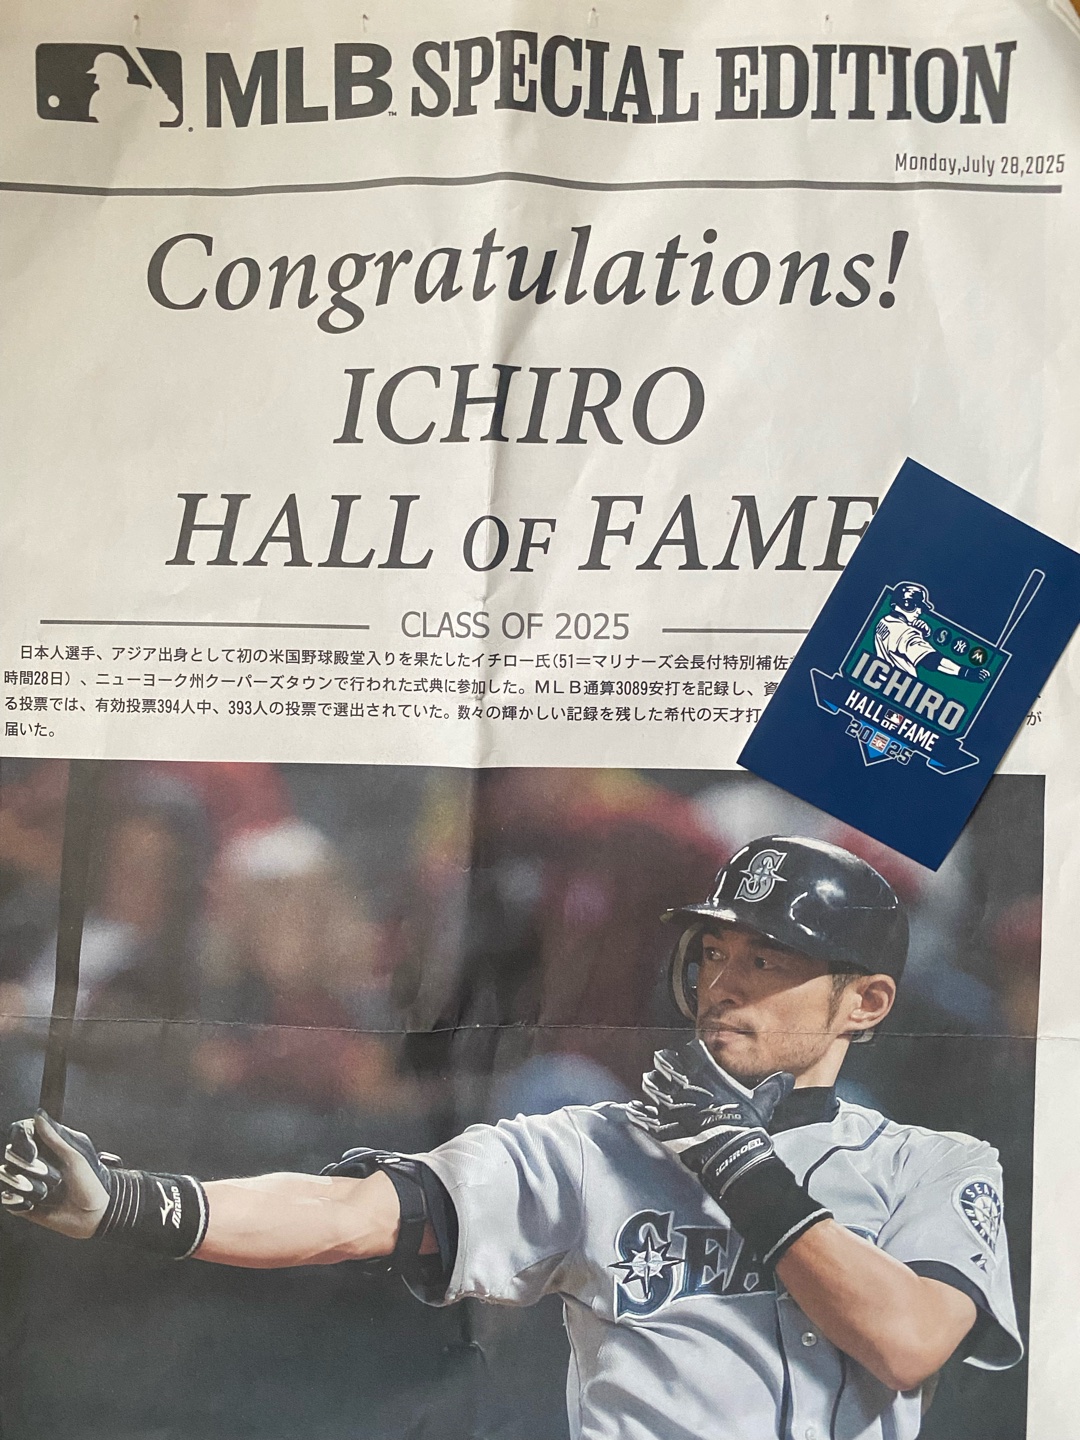 MLB SPECIAL EDITION
Monday,July 28,2025
Congratulations!
ICHIRO
HALL OF FAME
CLASS OF 2025
日本人選手、アジア出身として初の米国野球殿堂入りを果たしたイチロー氏(51=マリナーズ会長付特別補佐
時間28日)、ニューヨーク州クーパーズタウンで行われた式典に参加した。MLB通算3089安打を記録し、資
る投票では、有効投票394人中、393人の投票で選出されていた。数々の輝かしい記録を残した希代の天才打
が
届いた。
ICHIRO
HALL OF FAME
2025
S
mizuno
ICHIRO51
mizuno
SEA
SEAT